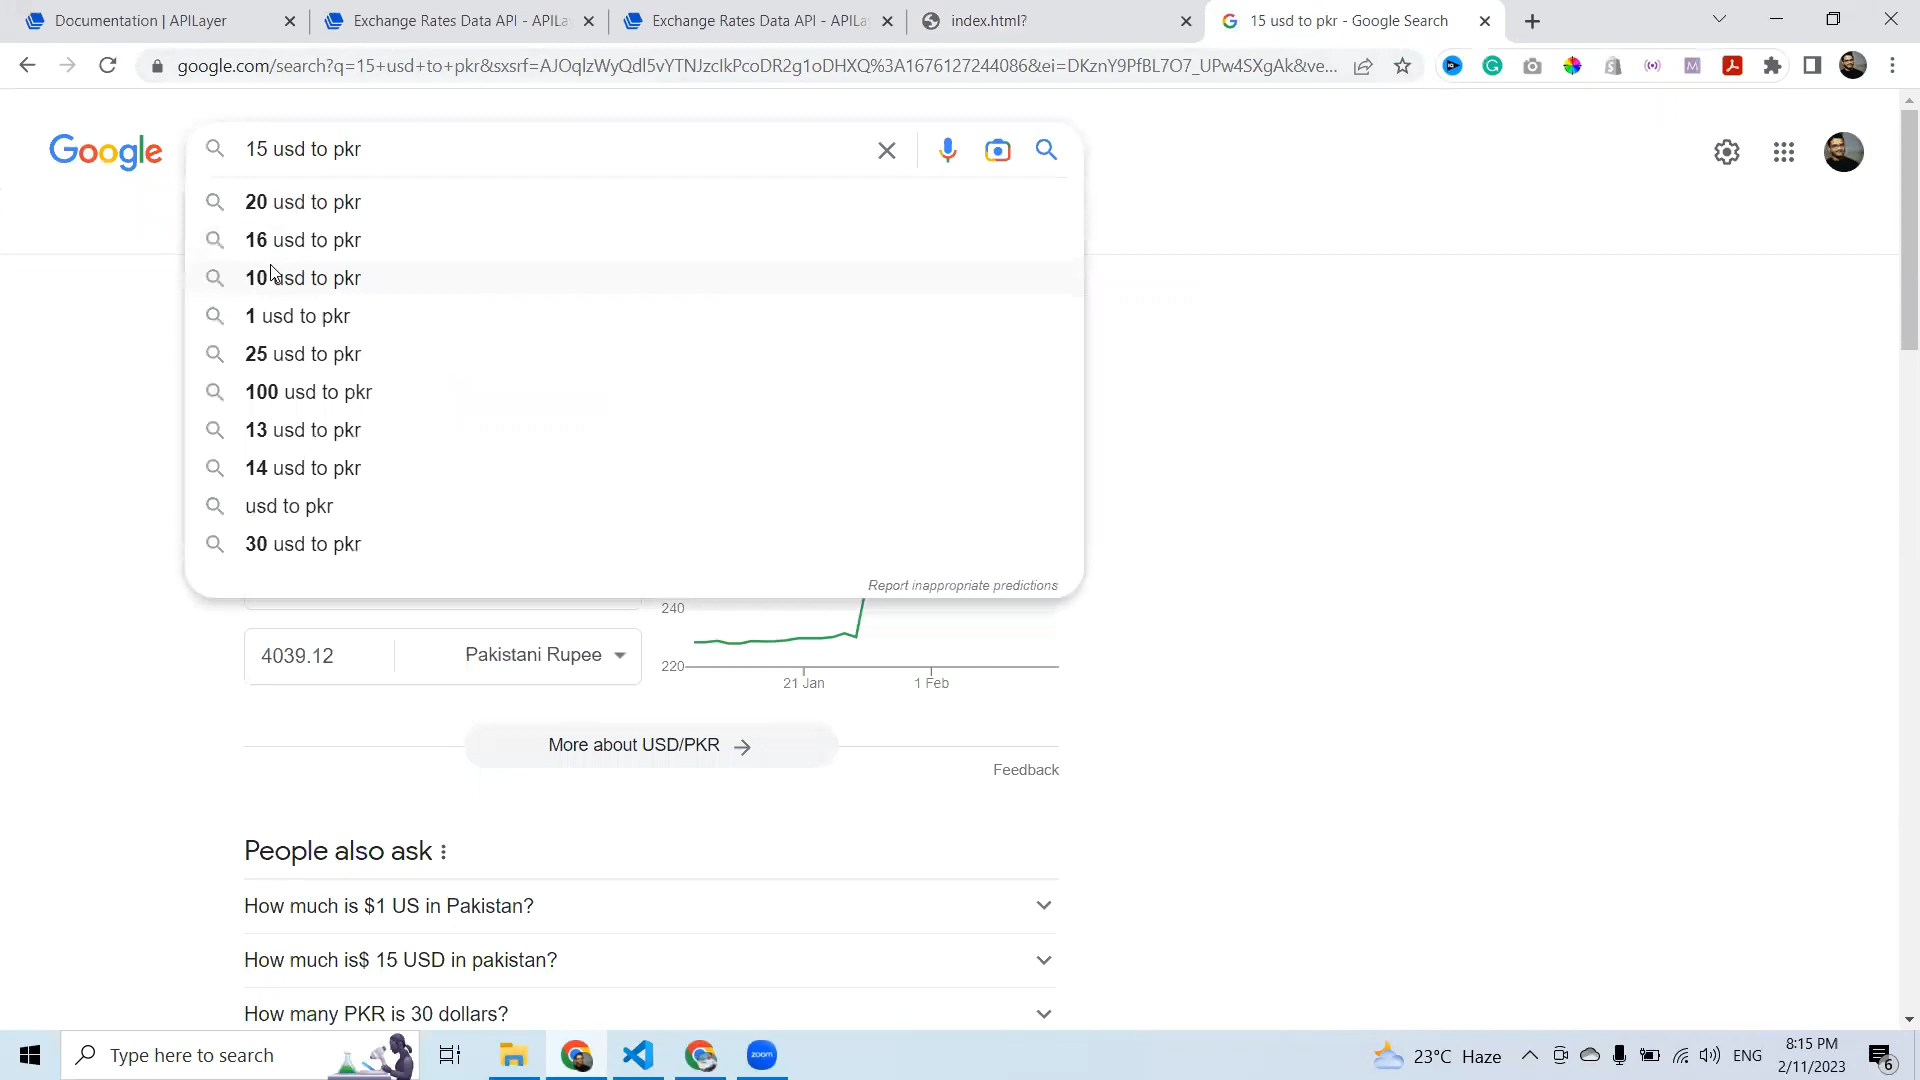 Documentation | APILayer
Exchange Rates Data API - APILa
Exchange Rates Data API - APILa
index.html?
15 usd to pkr - Google Search
google.com/search?q=15+usd+to+pkr&sxsrf=AJOqlzWyQdl5vYTNJzcIkPcoDR2g1oDHXQ%3A1676127244086&ei=DKznY9PfBL7O7_UPw4SXgAk&ve...
Google
15 usd to pkr
20 usd to pkr
16 usd to pkr
10 usd to pkr
1 usd to pkr
25 usd to pkr
100 usd to pkr
13 usd to pkr
14 usd to pkr
usd to pkr
30 usd to pkr
Report inappropriate predictions
240
4039.12
Pakistani Rupee
220
21 Jan
1 Feb
More about USD/PKR
Feedback
People also ask
How much is $1 US in Pakistan?
How much is$ 15 USD in pakistan?
How many PKR is 30 dollars?
Type here to search
zoom
23°C Haze
ENG
8:15 PM
2/11/2023
6